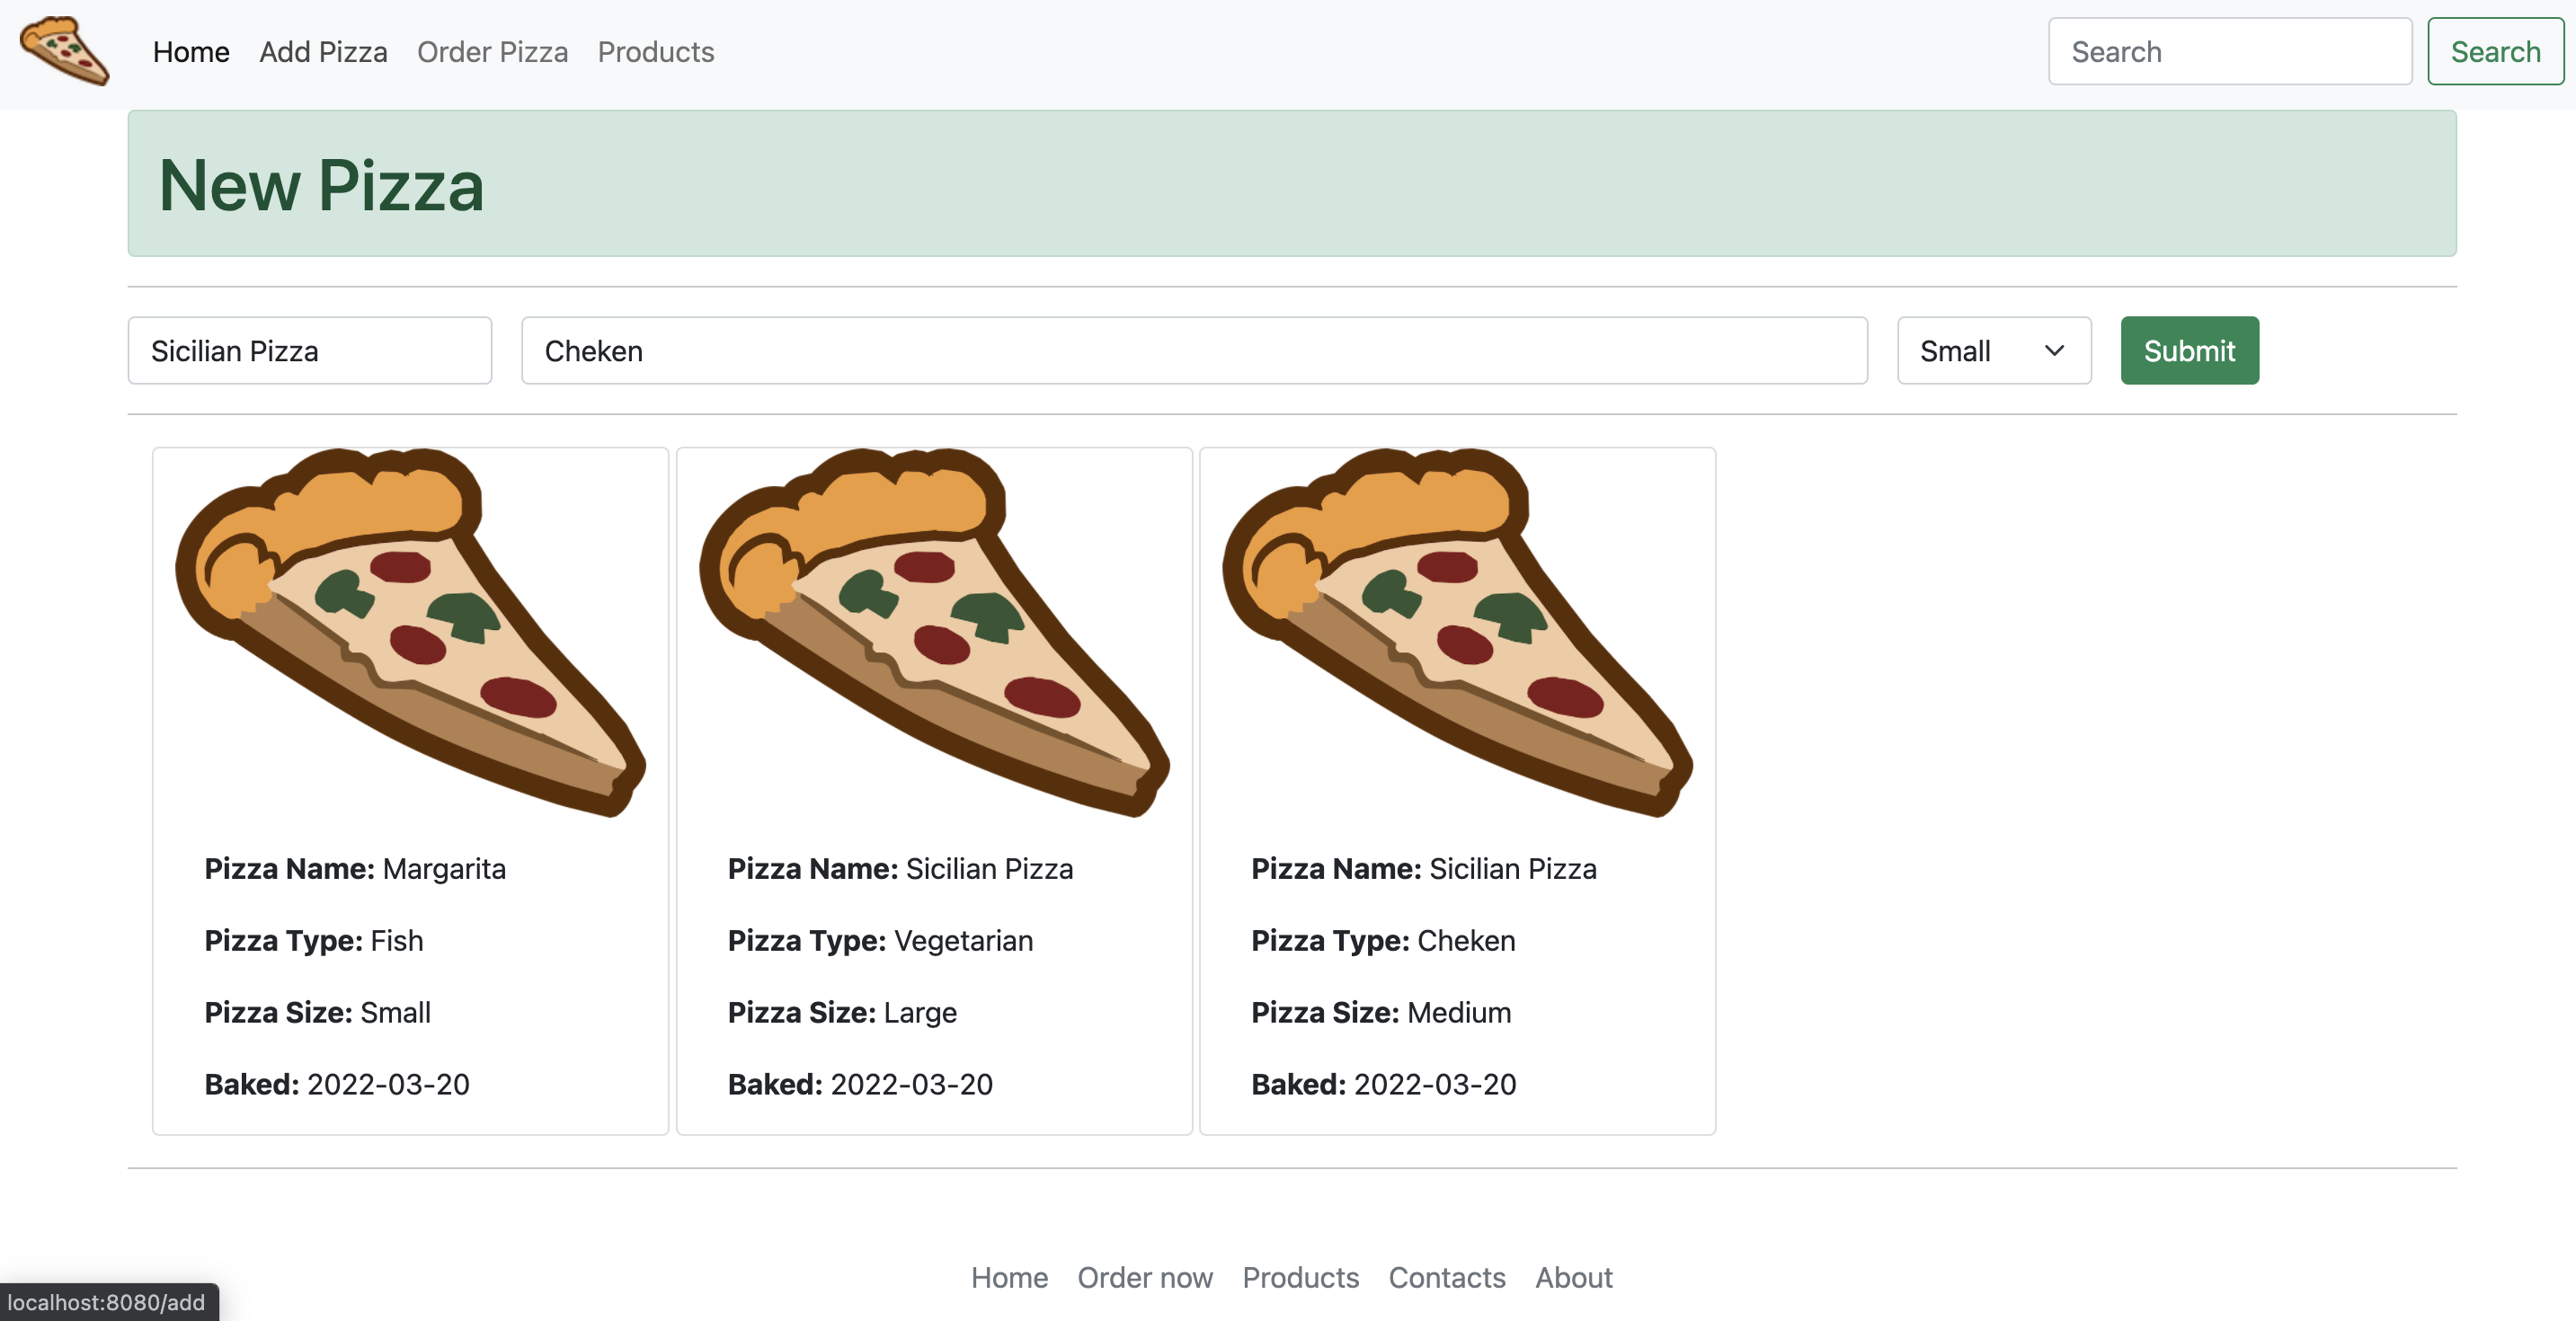 Home Add Pizza Order Pizza Products Search Search
New Pizza
Sicilian Pizza Cheken Small Submit
Pizza Name: Margarita
Pizza Type: Fish
Pizza Size: Small
Baked: 2022-03-20
Pizza Name: Sicilian Pizza
Pizza Type: Vegetarian
Pizza Size: Large
Baked: 2022-03-20
Pizza Name: Sicilian Pizza
Pizza Type: Cheken
Pizza Size: Medium
Baked: 2022-03-20
Home Order now Products Contacts About
localhost:8080/add